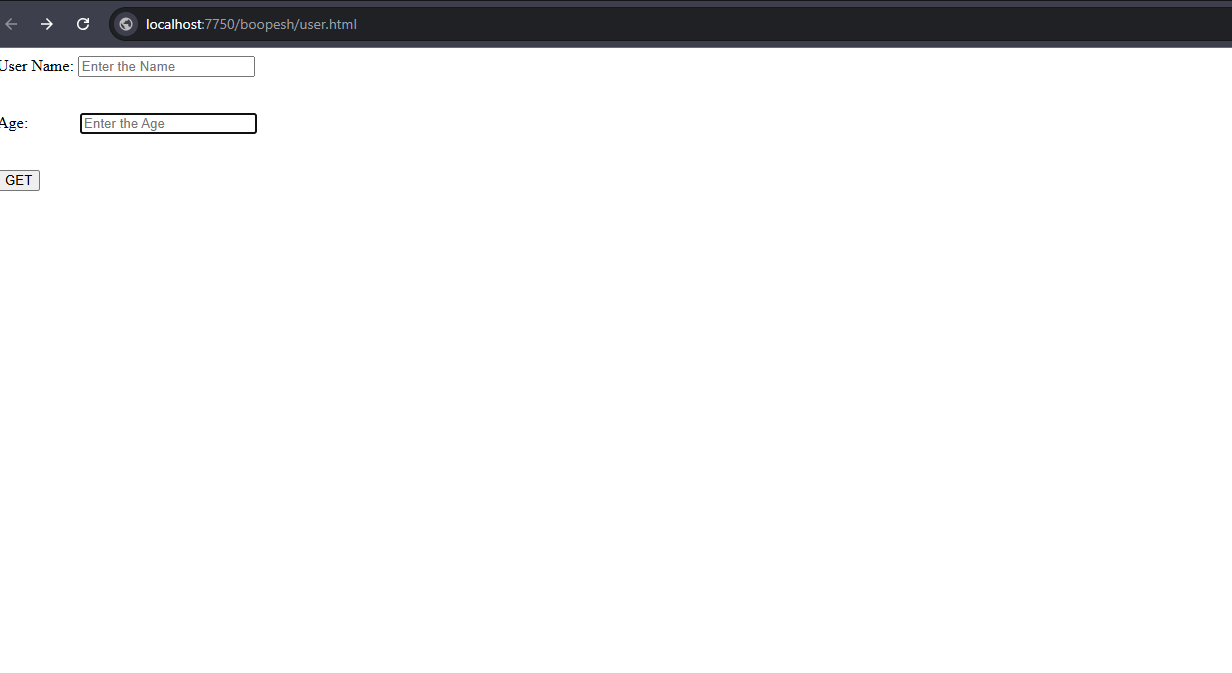 localhost:7750/boopesh/user.html
User Name: Enter the Name
Age: Enter the Age
GET